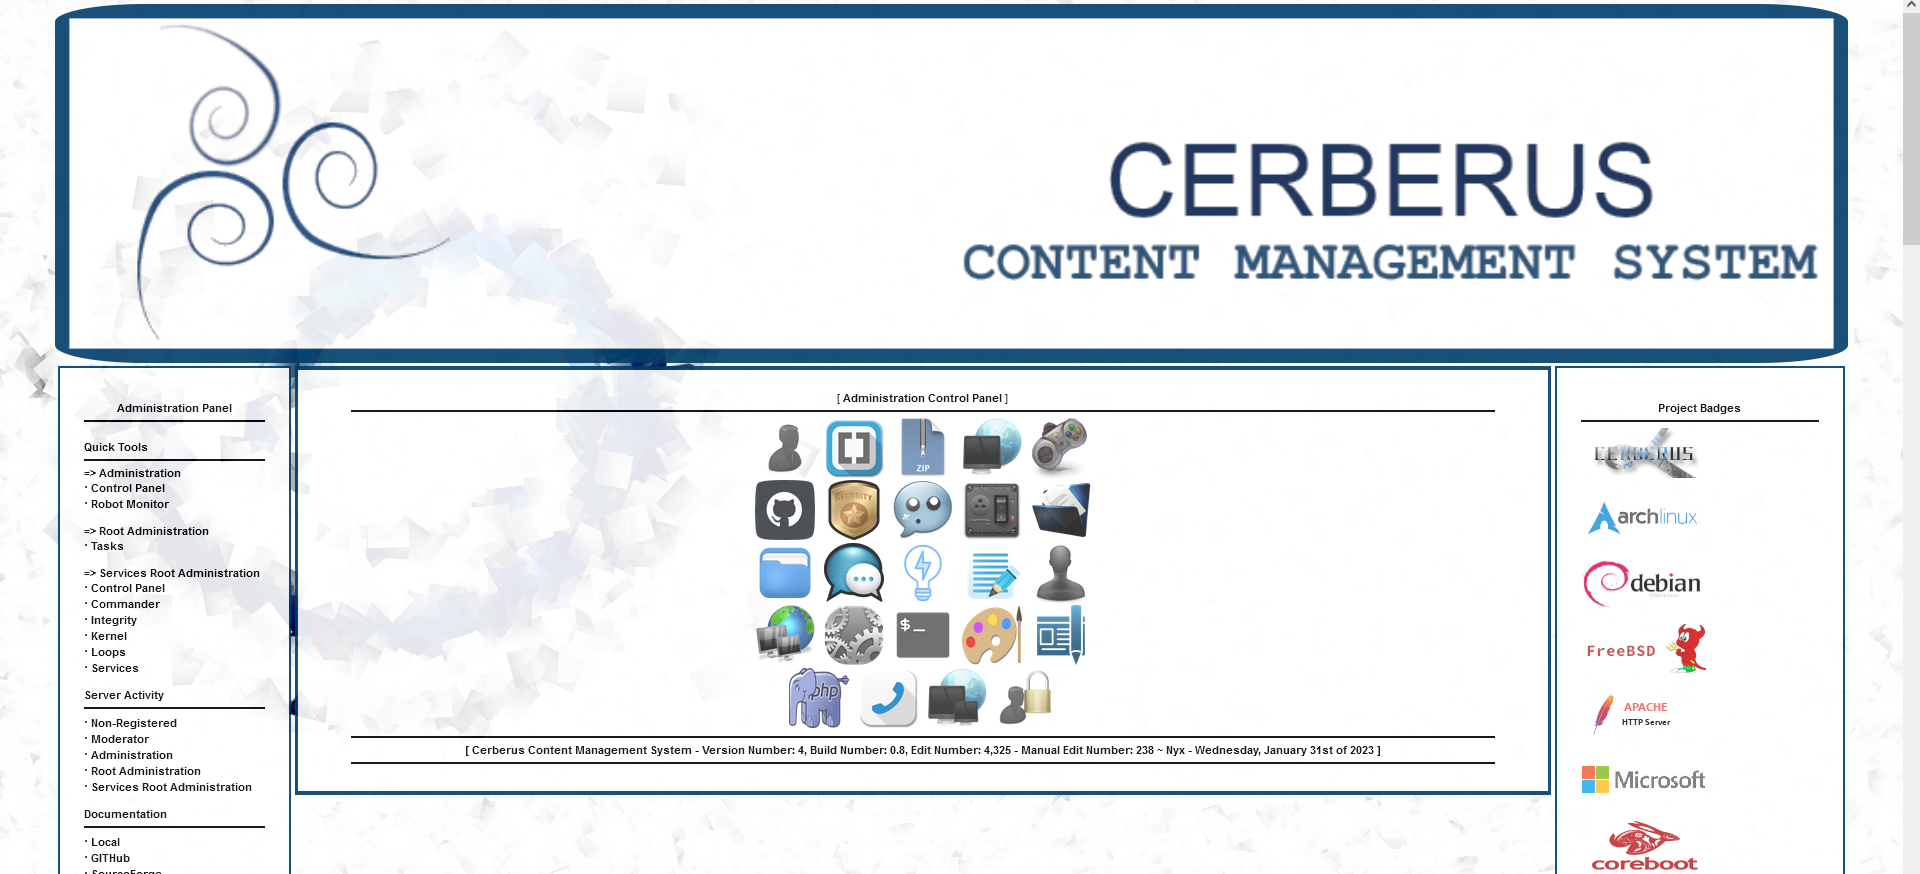 CERBERUS
CONTENT MANAGEMENT SYSTEM
Administration Panel
Quick Tools
=> Administration
· Control Panel
· Robot Monitor
=> Root Administration
· Tasks
=> Services Root Administration
· Control Panel
· Commander
· Integrity
· Kernel
· Loops
· Services
Server Activity
· Non-Registered
· Moderator
· Administration
· Root Administration
· Services Root Administration
Documentation
· Local
· GITHub
· SourceForge
[ Administration Control Panel ]
ZIP
SECURITY
$_
php
[ Cerberus Content Management System - Version Number: 4, Build Number: 0.8, Edit Number: 4,325 - Manual Edit Number: 238 ~ Nyx - Wednesday, January 31st of 2023 ]
Project Badges
CERBERUS
archlinux
debian
FreeBSD
APACHE
HTTP Server
Microsoft
coreboot